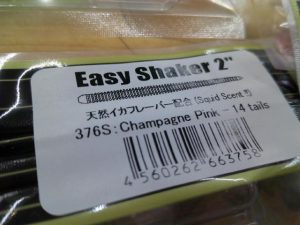 Easy Shaker 2"
天然イカフレーバー配合 (Squid Scent !!)
376S : Champagne Pink - 14 tails
4 560262 663758